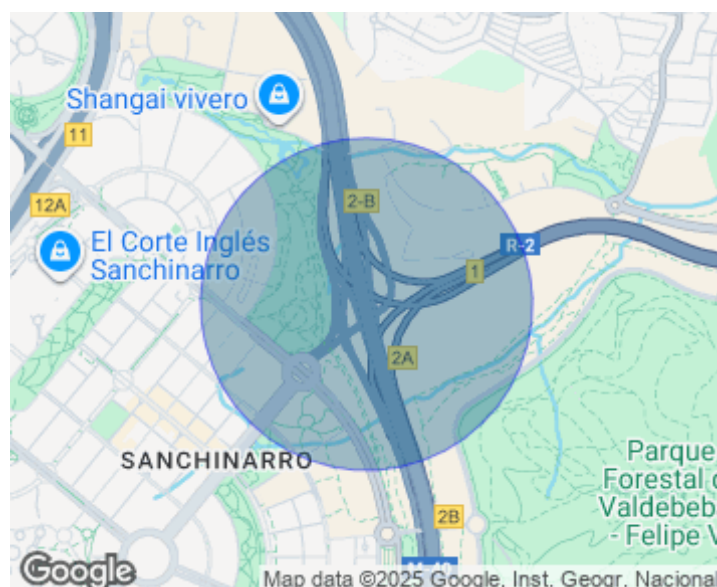 Shangai vivero
11
2-B
12A
El Corte Inglés
Sanchinarro
R-2
1
2A
SANCHINARRO
Parque
Forestal
Valdebeb
- Felipe V
2B
Google
Map data ©2025 Google, Inst. Geogr. Nacional